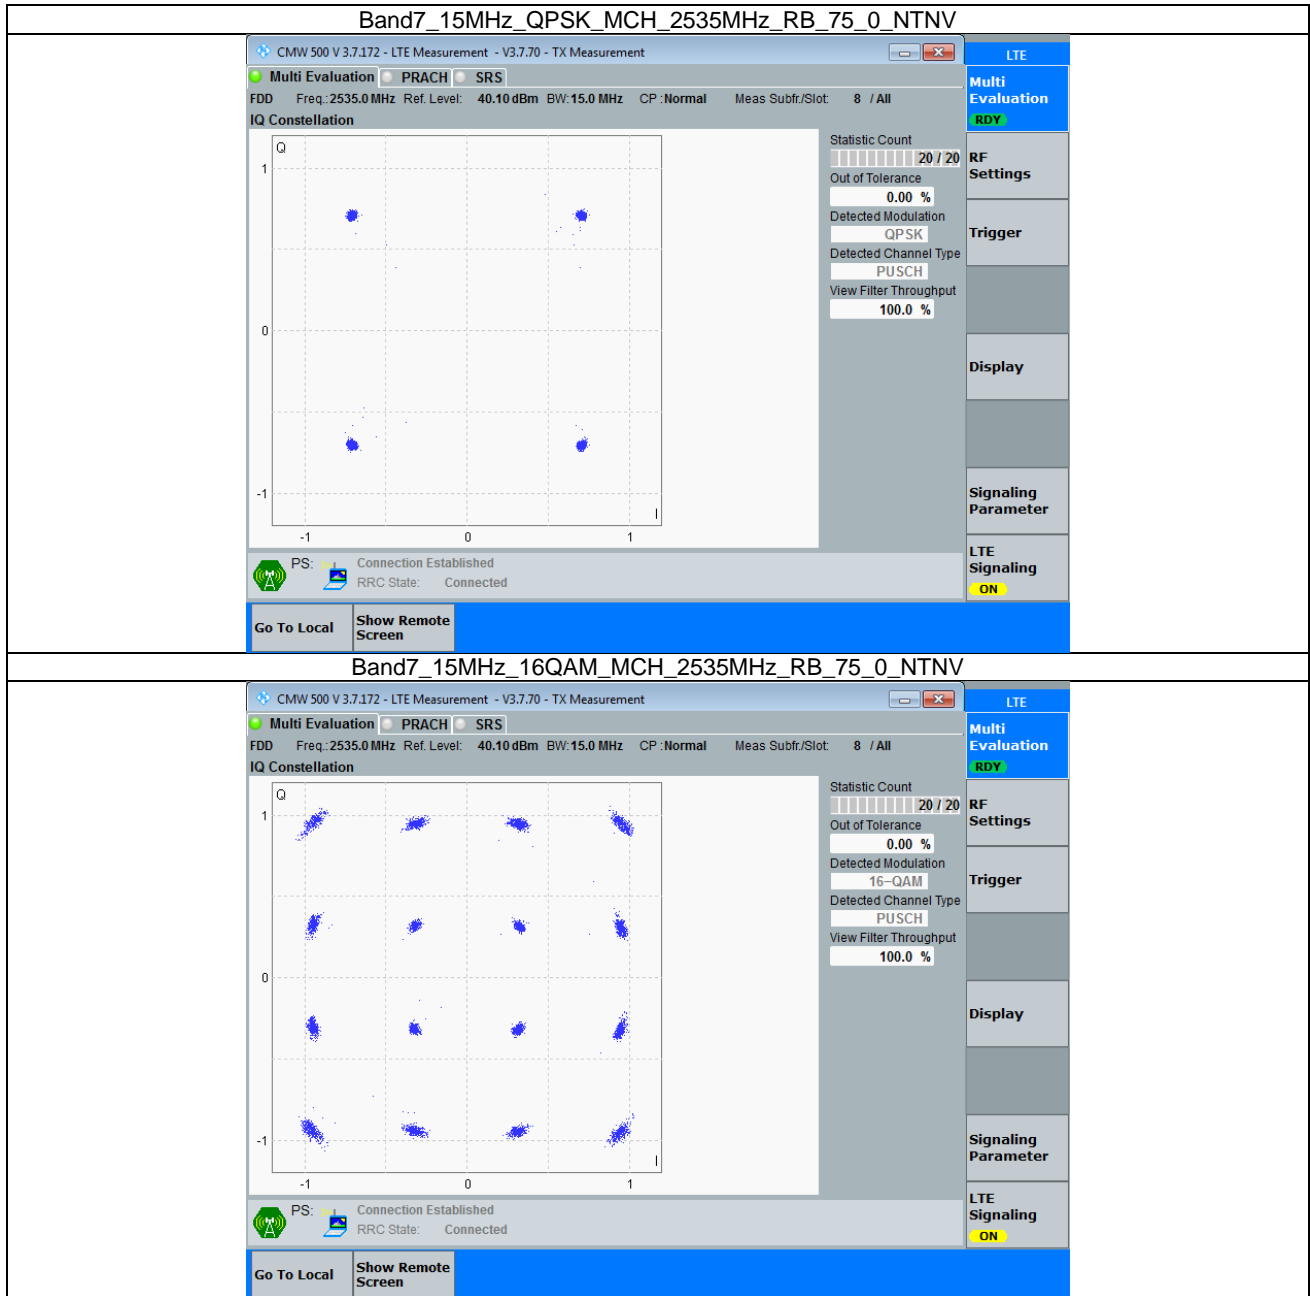 Band7_15MHz_QPSK_MCH_2535MHz_RB_75_0_NTNV
CMW 500 V 3.7.172 - LTE Measurement - V3.7.70 - TX Measurement
LTE
Multi Evaluation PRACH SRS
FDD Freq.: 2535.0 MHz Ref. Level: 40.10 dBm BW: 15.0 MHz CP : Normal Meas Subfr./Slot: 8 / All
IQ Constellation
Q
1
0
-1
I
-1 0 1
Statistic Count
20 / 20
Out of Tolerance
0.00 %
Detected Modulation
QPSK
Detected Channel Type
PUSCH
View Filter Throughput
100.0 %
Multi
Evaluation
RDY
RF
Settings
Trigger
Display
Signaling
Parameter
LTE
Signaling
ON
PS: Connection Established
RRC State: Connected
Go To Local
Show Remote
Screen
Band7_15MHz_16QAM_MCH_2535MHz_RB_75_0_NTNV
CMW 500 V 3.7.172 - LTE Measurement - V3.7.70 - TX Measurement
LTE
Multi Evaluation PRACH SRS
FDD Freq.: 2535.0 MHz Ref. Level: 40.10 dBm BW: 15.0 MHz CP : Normal Meas Subfr./Slot: 8 / All
IQ Constellation
Q
1
0
-1
I
-1 0 1
Statistic Count
20 / 20
Out of Tolerance
0.00 %
Detected Modulation
16-QAM
Detected Channel Type
PUSCH
View Filter Throughput
100.0 %
Multi
Evaluation
RDY
RF
Settings
Trigger
Display
Signaling
Parameter
LTE
Signaling
ON
PS: Connection Established
RRC State: Connected
Go To Local
Show Remote
Screen